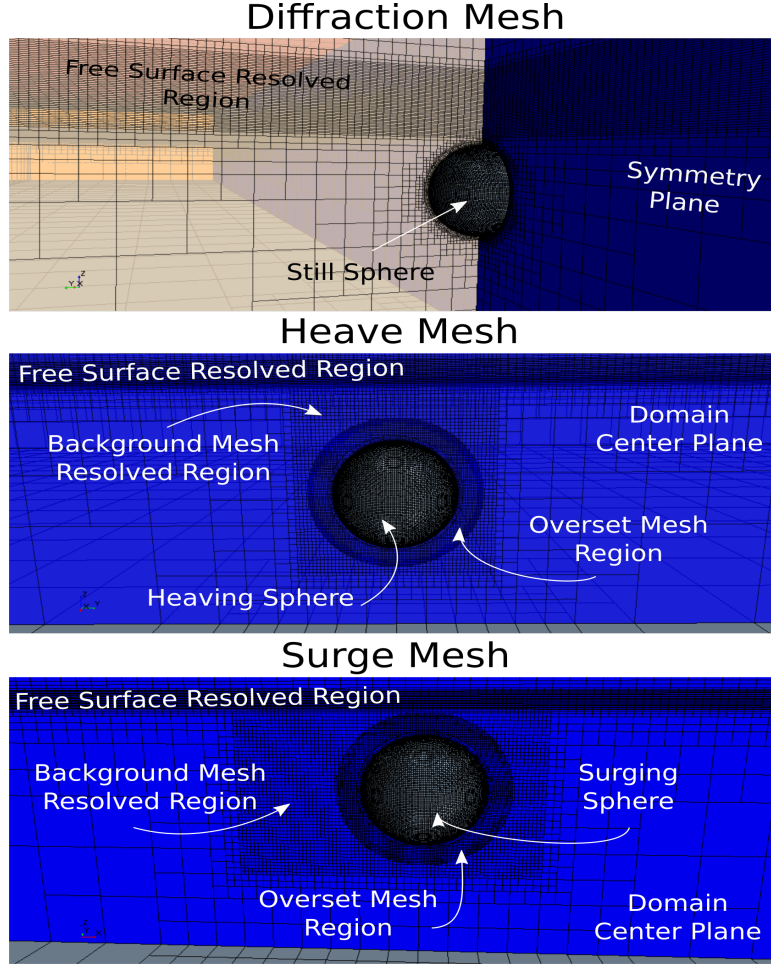 Diffraction Mesh
Free Surface Resolved
Region
Symmetry
Plane
Still Sphere
Z
Y
X
Heave Mesh
Free Surface Resolved Region
Background Mesh
Resolved Region
Domain
Center Plane
Overset Mesh
Region
Heaving Sphere
Z
X
Y
Surge Mesh
Free Surface Resolved Region
Background Mesh
Resolved Region
Surging
Sphere
Overset Mesh
Region
Domain
Center Plane
Z
Y
X